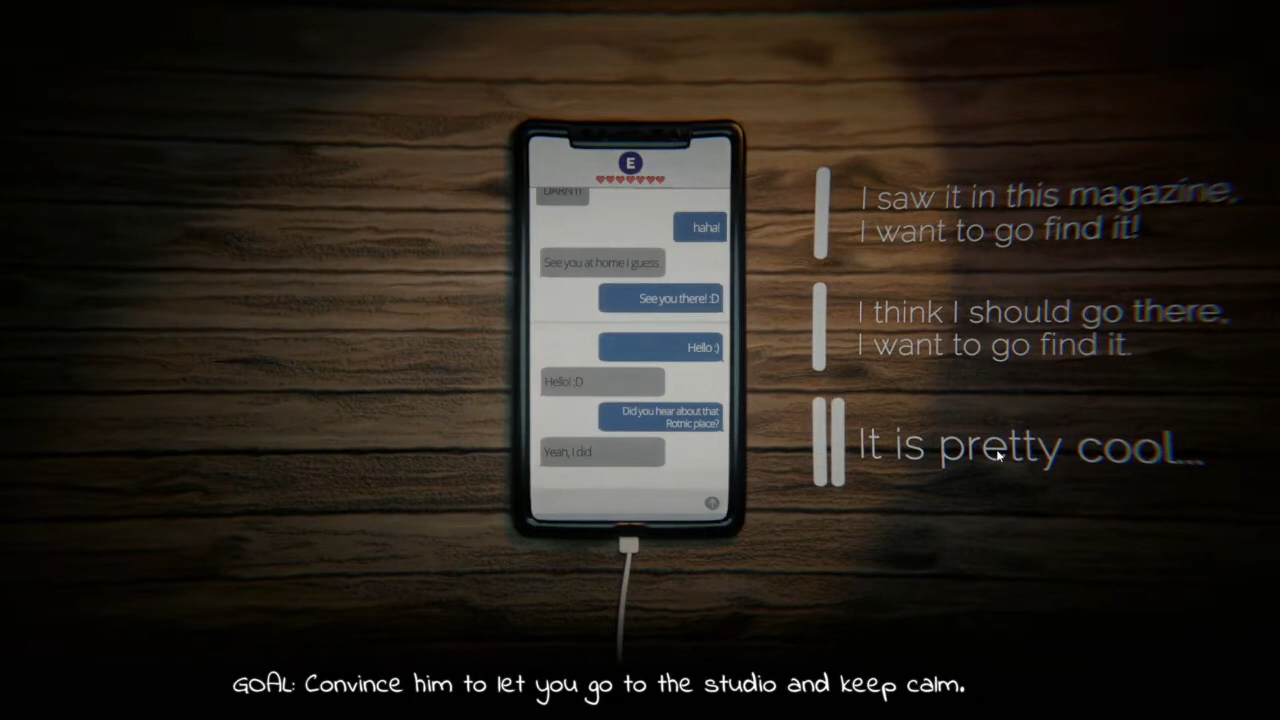 E
DARN IT
haha!
See you at home I guess.
See you there! :D
Hello :)
Hello! :D
Did you hear about that
Rotnic place?
Yeah, I did
I saw it in this magazine,
I want to go find it!
I think I should go there,
I want to go find it.
It is pretty cool...
GOAL: Convince him to let you go to the studio and keep calm.